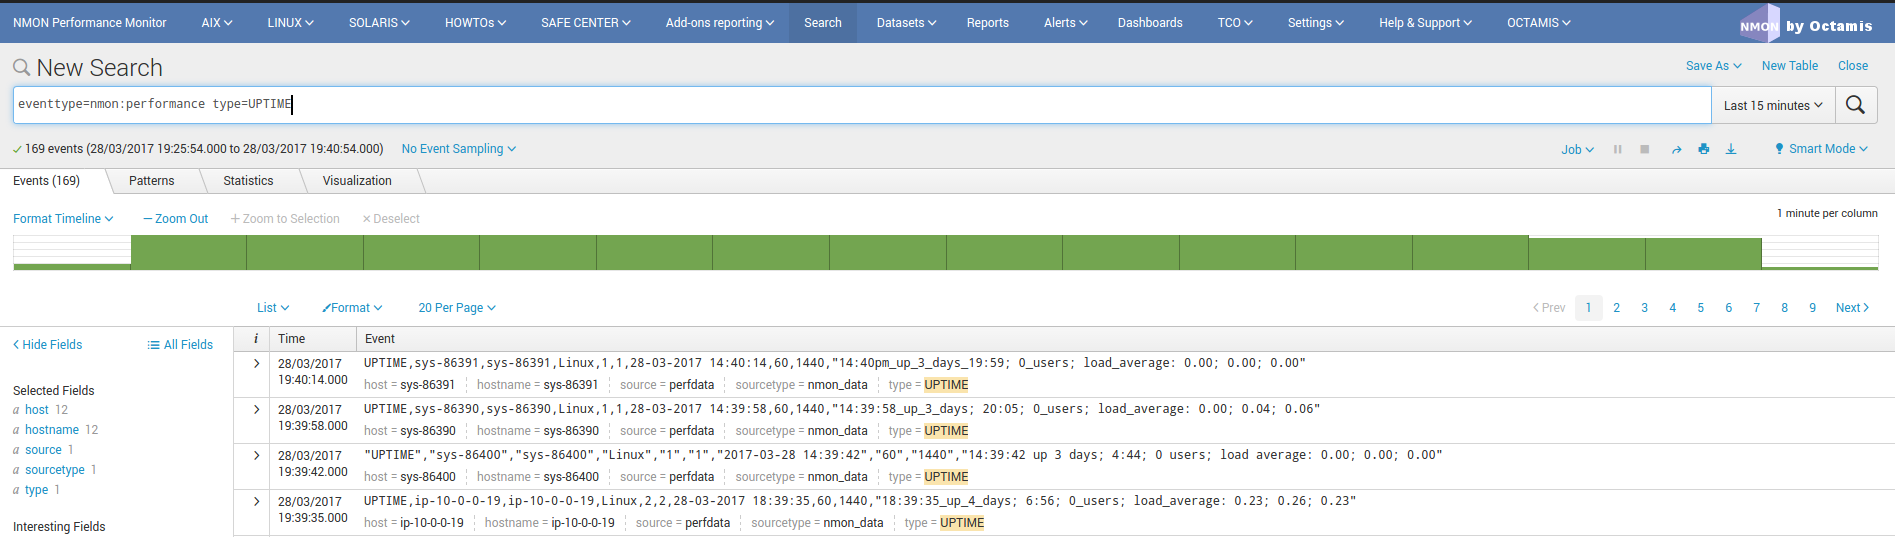 NMON Performance Monitor AIX LINUX SOLARIS HOWTOs SAFE CENTER Add-ons reporting Search Datasets Reports Alerts Dashboards TCO Settings Help & Support OCTAMIS NMON by Octamis
New Search Save As New Table Close
eventtype=nmon:performance type=UPTIME Last 15 minutes
169 events (28/03/2017 19:25:54.000 to 28/03/2017 19:40:54.000) No Event Sampling Job Smart Mode
Events (169) Patterns Statistics Visualization
Format Timeline — Zoom Out + Zoom to Selection × Deselect 1 minute per column
List Format 20 Per Page < Prev 1 2 3 4 5 6 7 8 9 Next >
< Hide Fields All Fields i Time Event
Selected Fields
a host 12
a hostname 12
a source 1
a sourcetype 1
a type 1
Interesting Fields
28/03/2017 UPTIME,sys-86391,sys-86391,Linux,1,1,28-03-2017 14:40:14,60,1440,"14:40pm_up_3_days_19:59; 0_users; load_average: 0.00; 0.00; 0.00"
19:40:14.000 host = sys-86391 hostname = sys-86391 source = perfdata sourcetype = nmon_data type = UPTIME
28/03/2017 UPTIME,sys-86390,sys-86390,Linux,1,1,28-03-2017 14:39:58,60,1440,"14:39:58_up_3_days; 20:05; 0_users; load_average: 0.00; 0.04; 0.06"
19:39:58.000 host = sys-86390 hostname = sys-86390 source = perfdata sourcetype = nmon_data type = UPTIME
28/03/2017 "UPTIME","sys-86400","sys-86400","Linux","1","1","2017-03-28 14:39:42","60","1440","14:39:42 up 3 days; 4:44; 0 users; load average: 0.00; 0.00; 0.00"
19:39:42.000 host = sys-86400 hostname = sys-86400 source = perfdata sourcetype = nmon_data type = UPTIME
28/03/2017 UPTIME,ip-10-0-0-19,ip-10-0-0-19,Linux,2,2,28-03-2017 18:39:35,60,1440,"18:39:35_up_4_days; 6:56; 0_users; load_average: 0.23; 0.26; 0.23"
19:39:35.000 host = ip-10-0-0-19 hostname = ip-10-0-0-19 source = perfdata sourcetype = nmon_data type = UPTIME